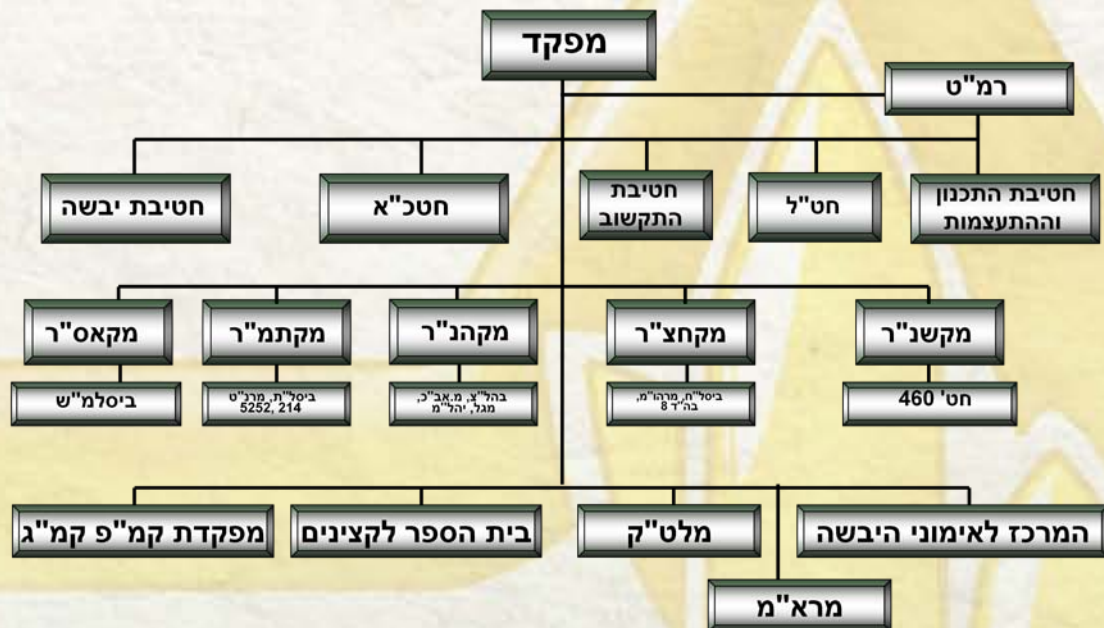 מפקד
רמ"ט
חטיבת התכנון
וההתעצמות
חט"ל
חטיבת
התקשוב
חטכ"א
חטיבת יבשה
מקשנ"ר
מקחצ"ר
מקהנ"ר
מקתמ"ר
מקאס"ר
חט' 460
ביסל"ח, מרהו"מ,
בה"ד 8
בהל"צ, מ.אב"כ,
מגל, יהל"מ
ביסל"ת, מרנ"ט
5252, 214
ביסלמ"ש
המרכז לאימוני היבשה
מלט"ק
בית הספר לקצינים
מפקדת קמ"פ קמ"ג
מרא"מ